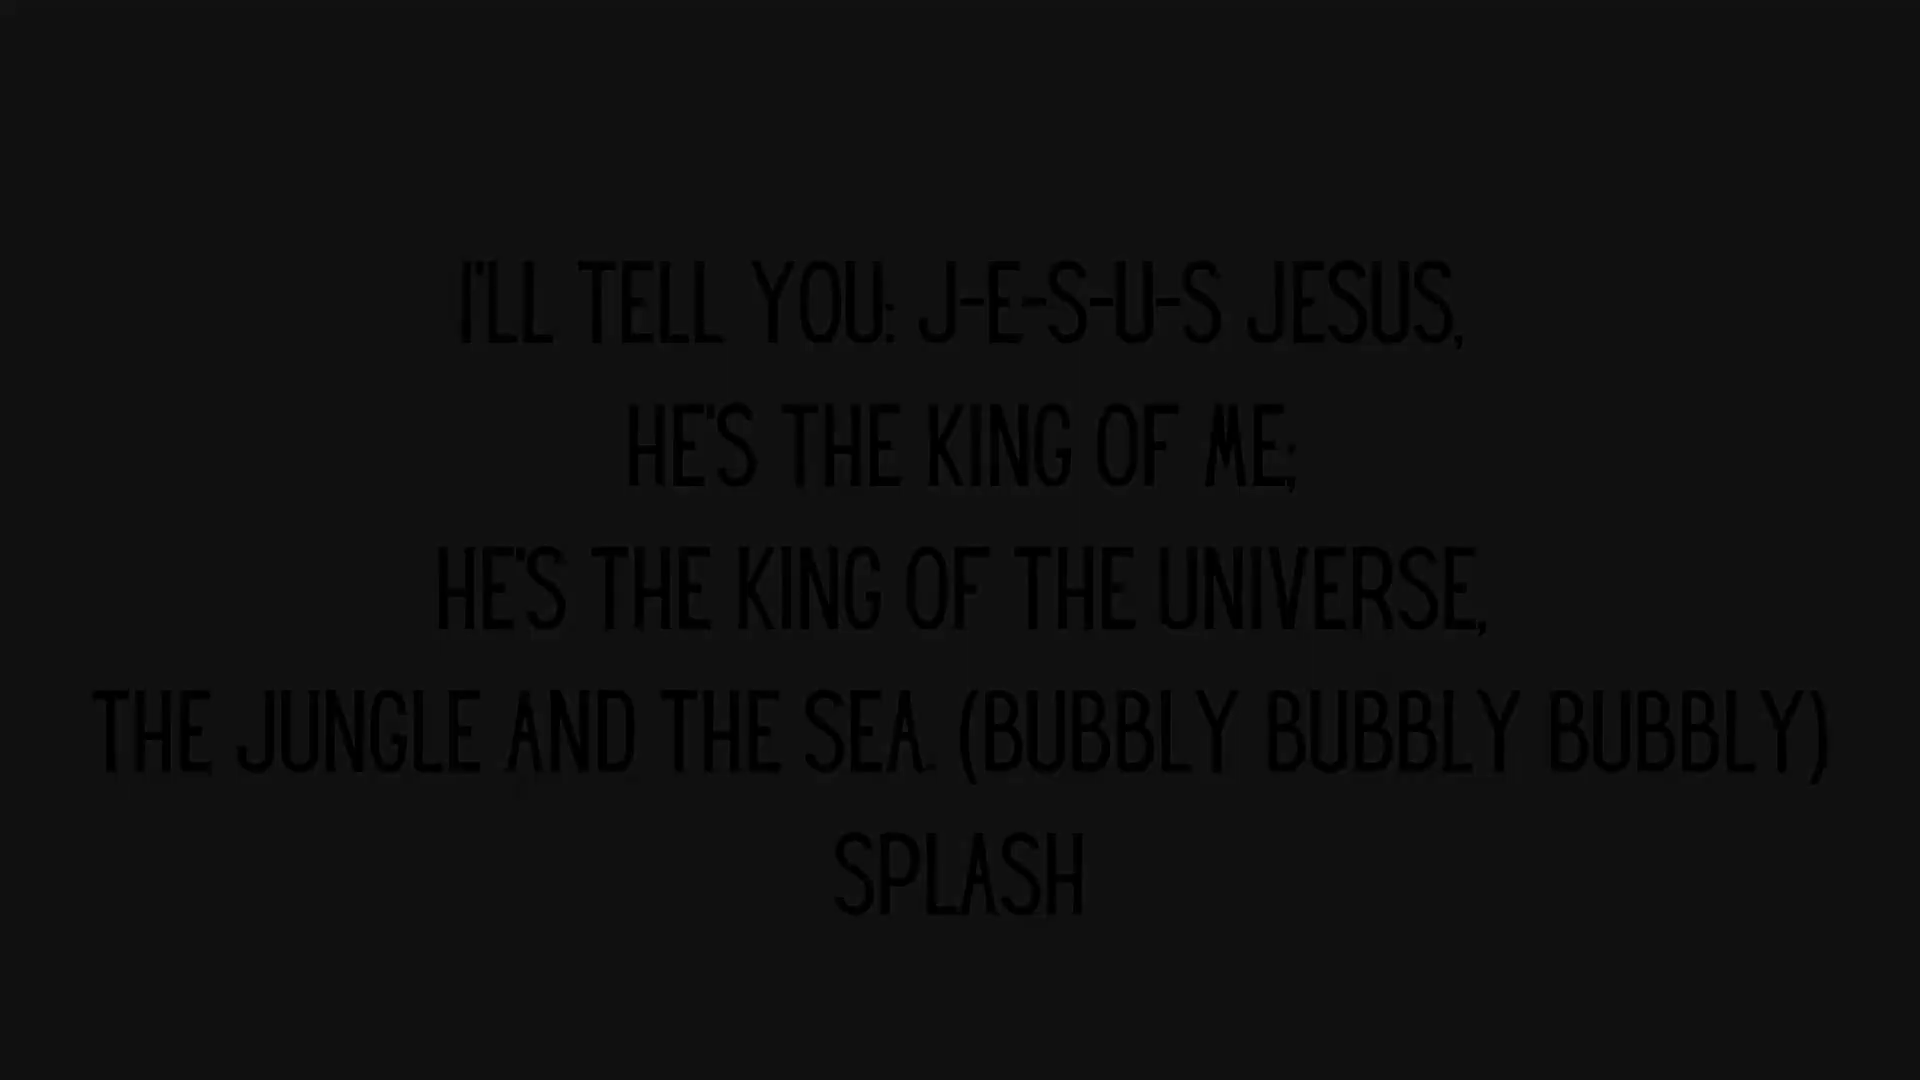 I'LL TELL YOU: J-E-S-U-S JESUS,
HE'S THE KING OF ME;
HE'S THE KING OF THE UNIVERSE,
THE JUNGLE AND THE SEA. (BUBBLY BUBBLY BUBBLY)
SPLASH